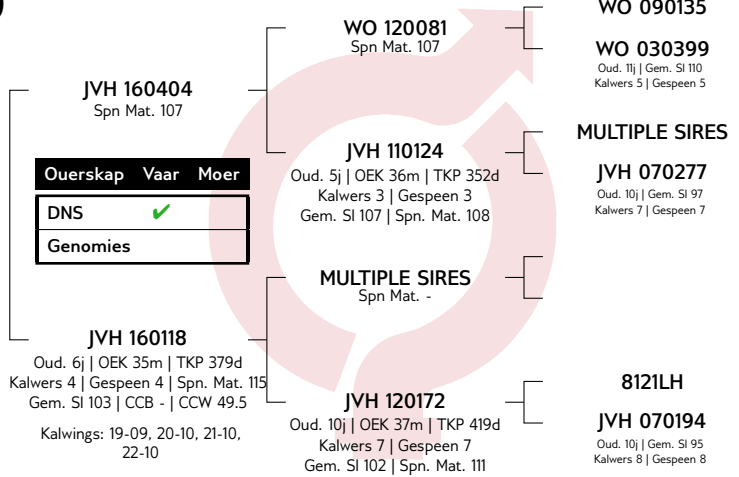 WO 090135
WO 120081
Spn Mat. 107
WO 030399
Oud. 11j | Gem. SI 110
Kalwers 5 | Gespeen 5
JVH 160404
Spn Mat. 107
MULTIPLE SIRES
JVH 110124
Oud. 5j | OEK 36m | TKP 352d
Kalwers 3 | Gespeen 3
Gem. SI 107 | Spn. Mat. 108
JVH 070277
Oud. 10j | Gem. SI 97
Kalwers 7 | Gespeen 7
Ouerskap Vaar Moer
DNS ✔
Genomies
MULTIPLE SIRES
Spn Mat. -
JVH 160118
Oud. 6j | OEK 35m | TKP 379d
Kalwers 4 | Gespeen 4 | Spn. Mat. 115
Gem. SI 103 | CCB - | CCW 49.5
Kalwings: 19-09, 20-10, 21-10,
22-10
8121LH
JVH 120172
Oud. 10j | OEK 37m | TKP 419d
Kalwers 7 | Gespeen 7
Gem. SI 102 | Spn. Mat. 111
JVH 070194
Oud. 10j | Gem. SI 95
Kalwers 8 | Gespeen 8